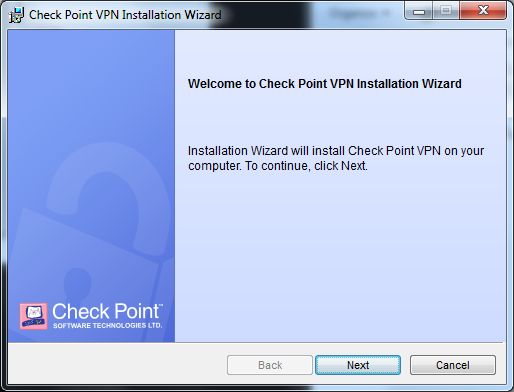 Check Point VPN Installation Wizard
Welcome to Check Point VPN Installation Wizard
Installation Wizard will install Check Point VPN on your
computer. To continue, click Next.
Check Point™
SOFTWARE TECHNOLOGIES LTD.
Back
Next
Cancel